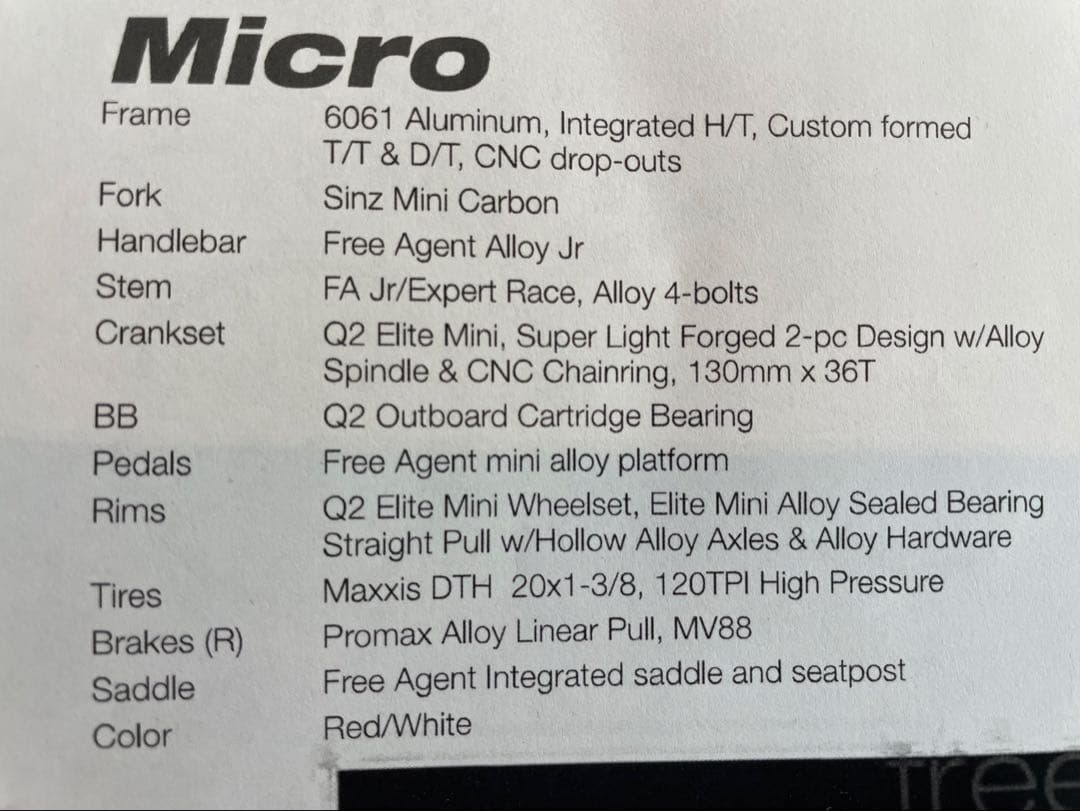 Micro
Frame 6061 Aluminum, Integrated H/T, Custom formed
T/T & D/T, CNC drop-outs
Fork Sinz Mini Carbon
Handlebar Free Agent Alloy Jr
Stem FA Jr/Expert Race, Alloy 4-bolts
Crankset Q2 Elite Mini, Super Light Forged 2-pc Design w/Alloy
Spindle & CNC Chainring, 130mm x 36T
BB Q2 Outboard Cartridge Bearing
Pedals Free Agent mini alloy platform
Rims Q2 Elite Mini Wheelset, Elite Mini Alloy Sealed Bearing
Straight Pull w/Hollow Alloy Axles & Alloy Hardware
Tires Maxxis DTH 20x1-3/8, 120TPI High Pressure
Brakes (R) Promax Alloy Linear Pull, MV88
Saddle Free Agent Integrated saddle and seatpost
Color Red/White
free